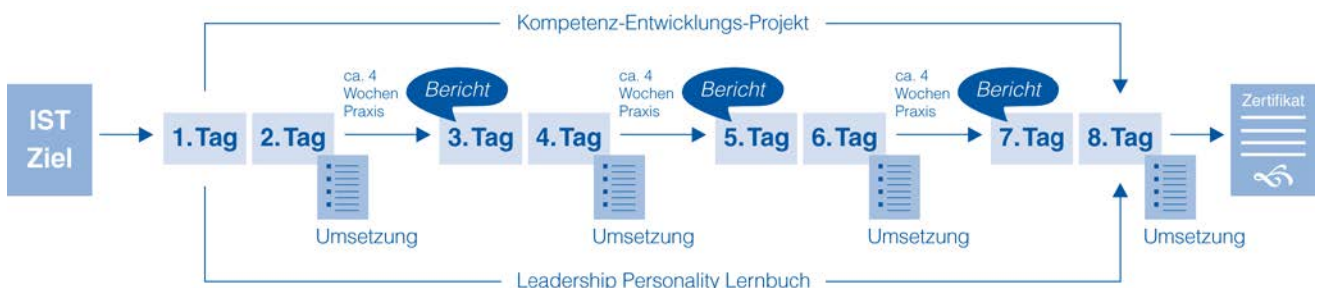 Kompetenz-Entwicklungs-Projekt
IST
Ziel
1. Tag
2. Tag
Umsetzung
ca. 4
Wochen
Praxis
Bericht
3. Tag
4. Tag
Umsetzung
ca. 4
Wochen
Praxis
Bericht
5. Tag
6. Tag
Umsetzung
ca. 4
Wochen
Praxis
Bericht
7. Tag
8. Tag
Umsetzung
Zertifikat
Leadership Personality Lernbuch